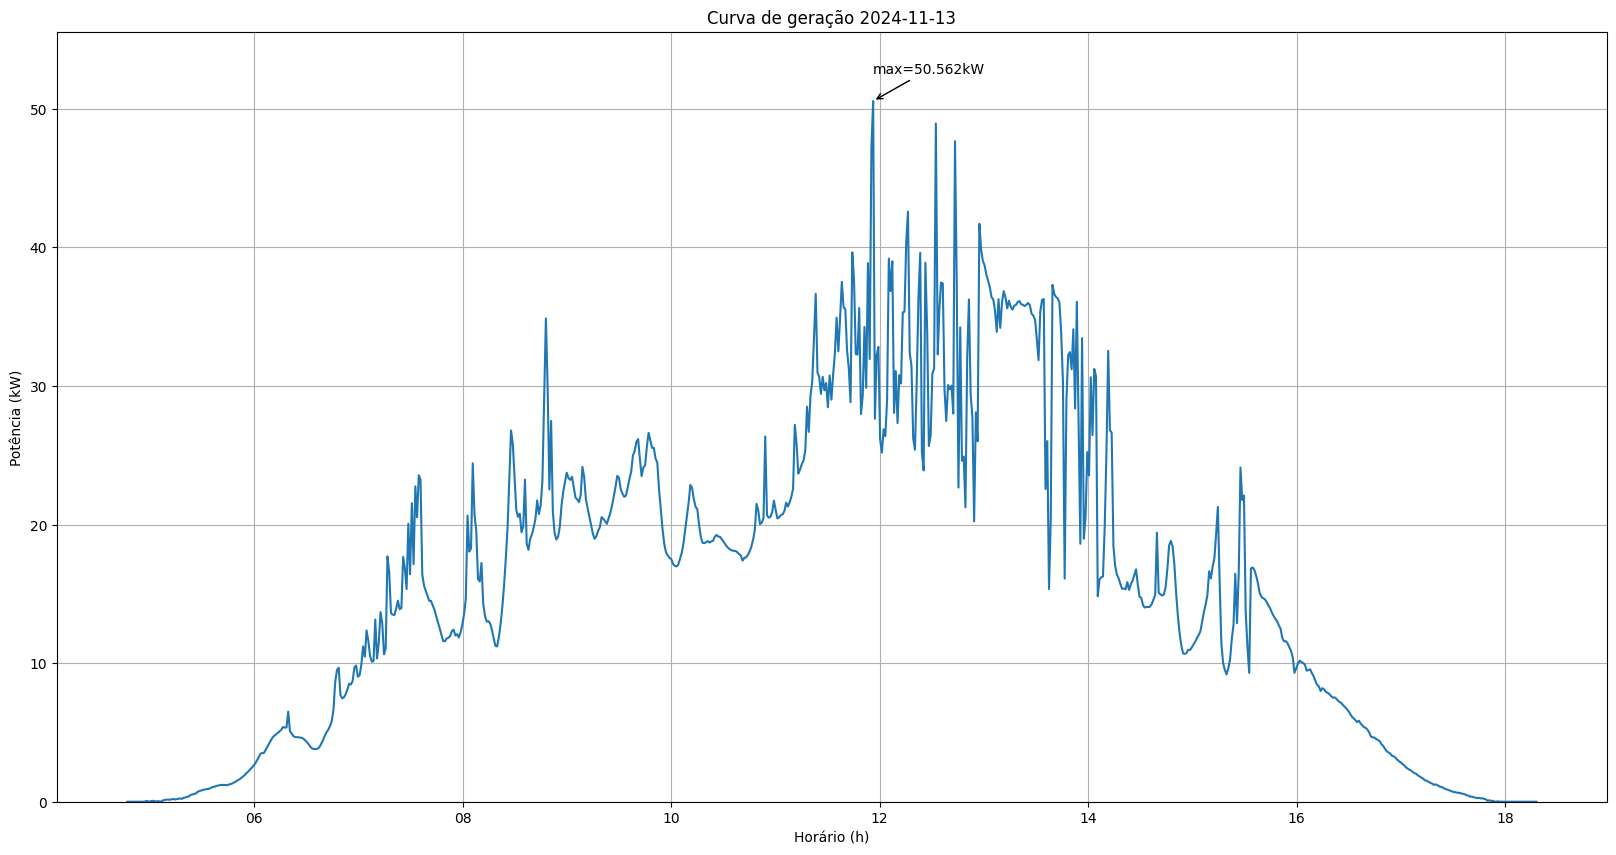 Curva de geração 2024-11-13
max=50.562kW
Potência (kW)
50
40
30
20
10
0
06 08 10 12 14 16 18
Horário (h)